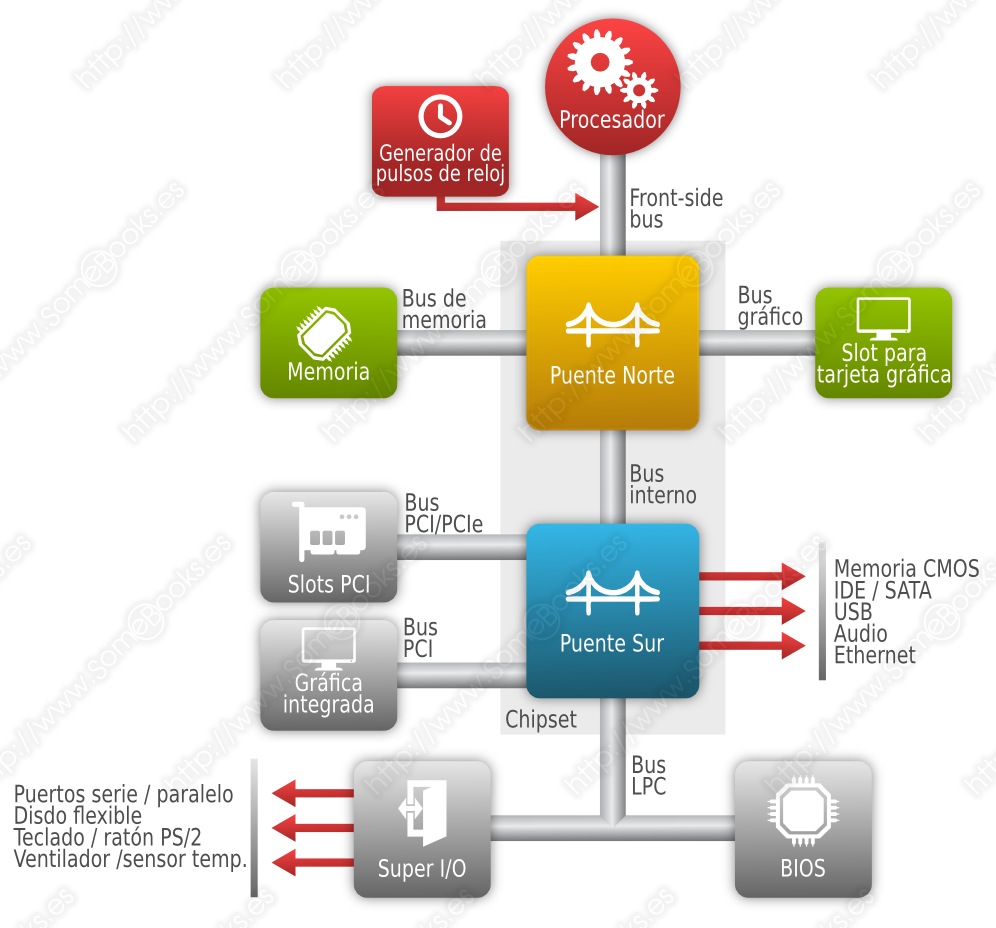 Procesador
Generador de
pulsos de reloj
Front-side
bus
Bus de
memoria
Bus
gráfico
Memoria
Puente Norte
Slot para
tarjeta gráfica
Bus
interno
Bus
PCI/PCIe
Slots PCI
Memoria CMOS
IDE / SATA
USB
Audio
Ethernet
Puente Sur
Bus
PCI
Gráfica
integrada
Chipset
Bus
LPC
Puertos serie / paralelo
Disdo flexible
Teclado / ratón PS/2
Ventilador /sensor temp.
Super I/O
BIOS
http://www.SomeBooks.es